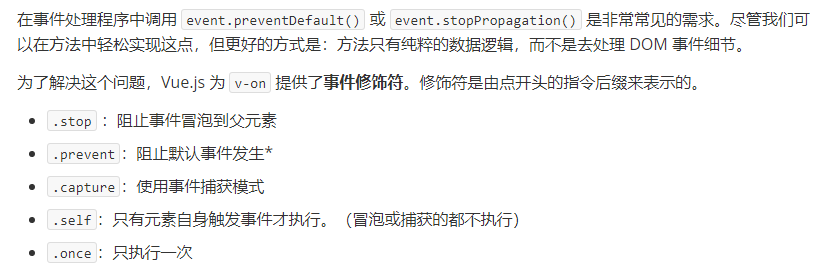 在事件处理程序中调用 event.preventDefault() 或 event.stopPropagation() 是非常常见的需求。尽管我们可
以在方法中轻松实现这点，但更好的方式是：方法只有纯粹的数据逻辑，而不是去处理 DOM 事件细节。
为了解决这个问题，Vue.js 为 v-on 提供了事件修饰符。修饰符是由点开头的指令后缀来表示的。
• .stop ：阻止事件冒泡到父元素
• .prevent：阻止默认事件发生*
• .capture：使用事件捕获模式
• .self：只有元素自身触发事件才执行。（冒泡或捕获的都不执行）
• .once：只执行一次